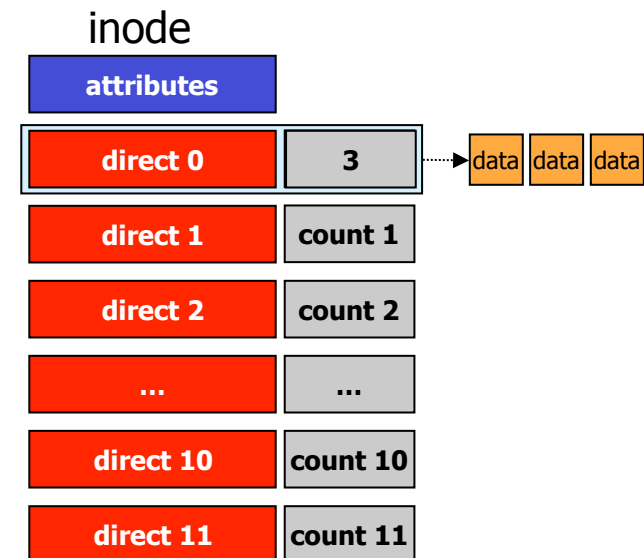 inode
attributes
direct 0 3 data data data
direct 1 count 1
direct 2 count 2
... ...
direct 10 count 10
direct 11 count 11